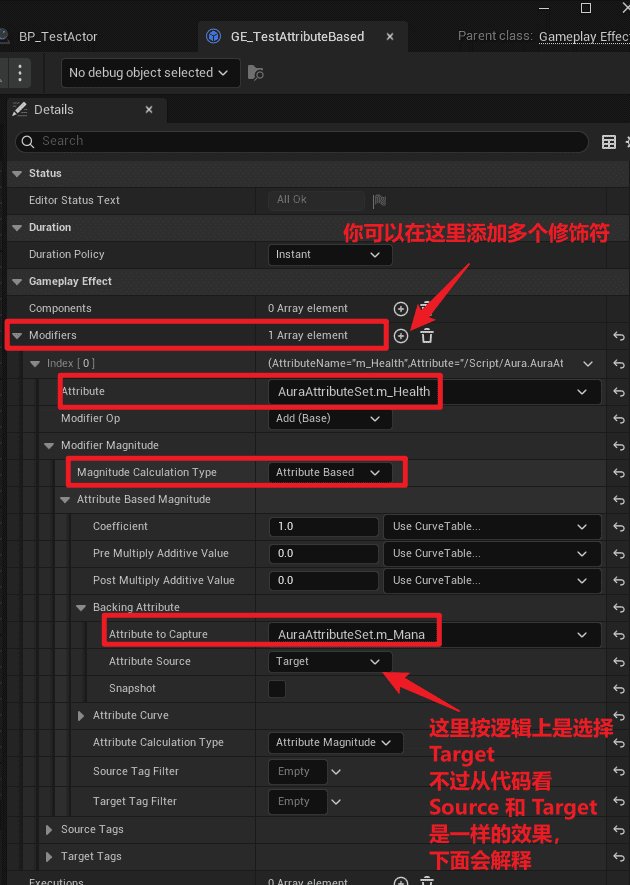 BP_TestActor
GE_TestAttributeBased
Parent class: Gameplay Effec
No debug object selected
Details
Search
Status
Editor Status Text
All Ok
Duration
你可以在这里添加多个修饰符
Duration Policy
Instant
Gameplay Effect
Components
0 Array element
Modifiers
1 Array element
Index [ 0 ]
(AttributeName="m_Health",Attribute="/Script/Aura.AuraAt
Attribute
AuraAttributeSet.m_Health
Modifier Op
Add (Base)
Modifier Magnitude
Magnitude Calculation Type
Attribute Based
Attribute Based Magnitude
Coefficient
1.0
Use CurveTable...
Pre Multiply Additive Value
0.0
Use CurveTable...
Post Multiply Additive Value
0.0
Use CurveTable...
Backing Attribute
Attribute to Capture
AuraAttributeSet.m_Mana
Attribute Source
Target
Snapshot
Attribute Curve
Attribute Calculation Type
Attribute Magnitude
Source Tag Filter
Empty
Target Tag Filter
Empty
这里按逻辑上是选择
Target
不过从代码看
Source 和 Target
是一样的效果，
下面会解释
Source Tags
Target Tags
Executions
0 Array element